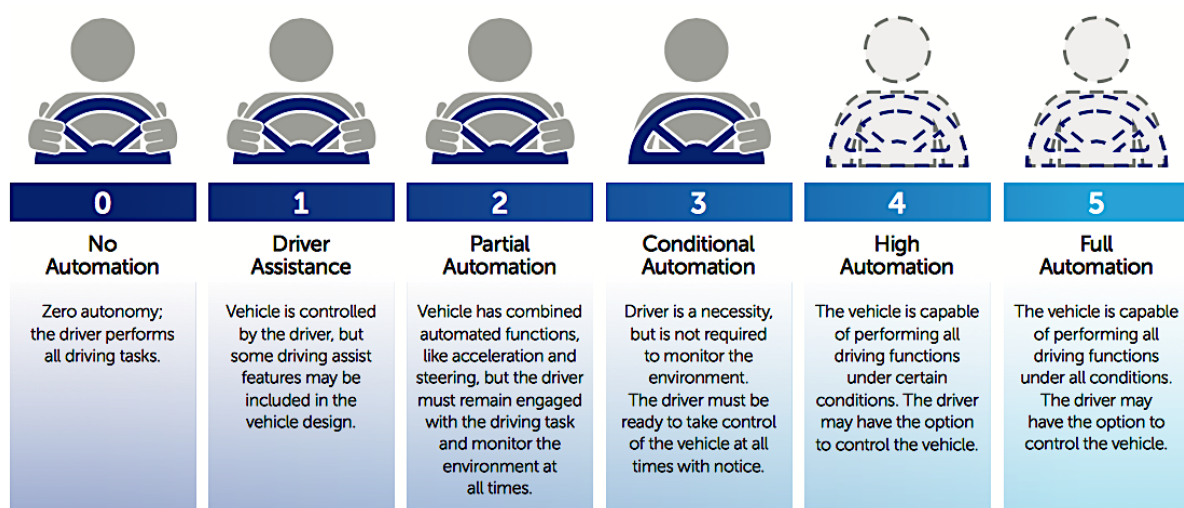 0
No
Automation
Zero autonomy;
the driver performs
all driving tasks.
1
Driver
Assistance
Vehicle is controlled
by the driver, but
some driving assist
features may be
included in the
vehicle design.
2
Partial
Automation
Vehicle has combined
automated functions,
like acceleration and
steering, but the driver
must remain engaged
with the driving task
and monitor the
environment at
all times.
3
Conditional
Automation
Driver is a necessity,
but is not required
to monitor the
environment.
The driver must be
ready to take control
of the vehicle at all
times with notice.
4
High
Automation
The vehicle is capable
of performing all
driving functions
under certain
conditions. The driver
may have the option
to control the vehicle.
5
Full
Automation
The vehicle is capable
of performing all
driving functions
under all conditions.
The driver may
have the option to
control the vehicle.